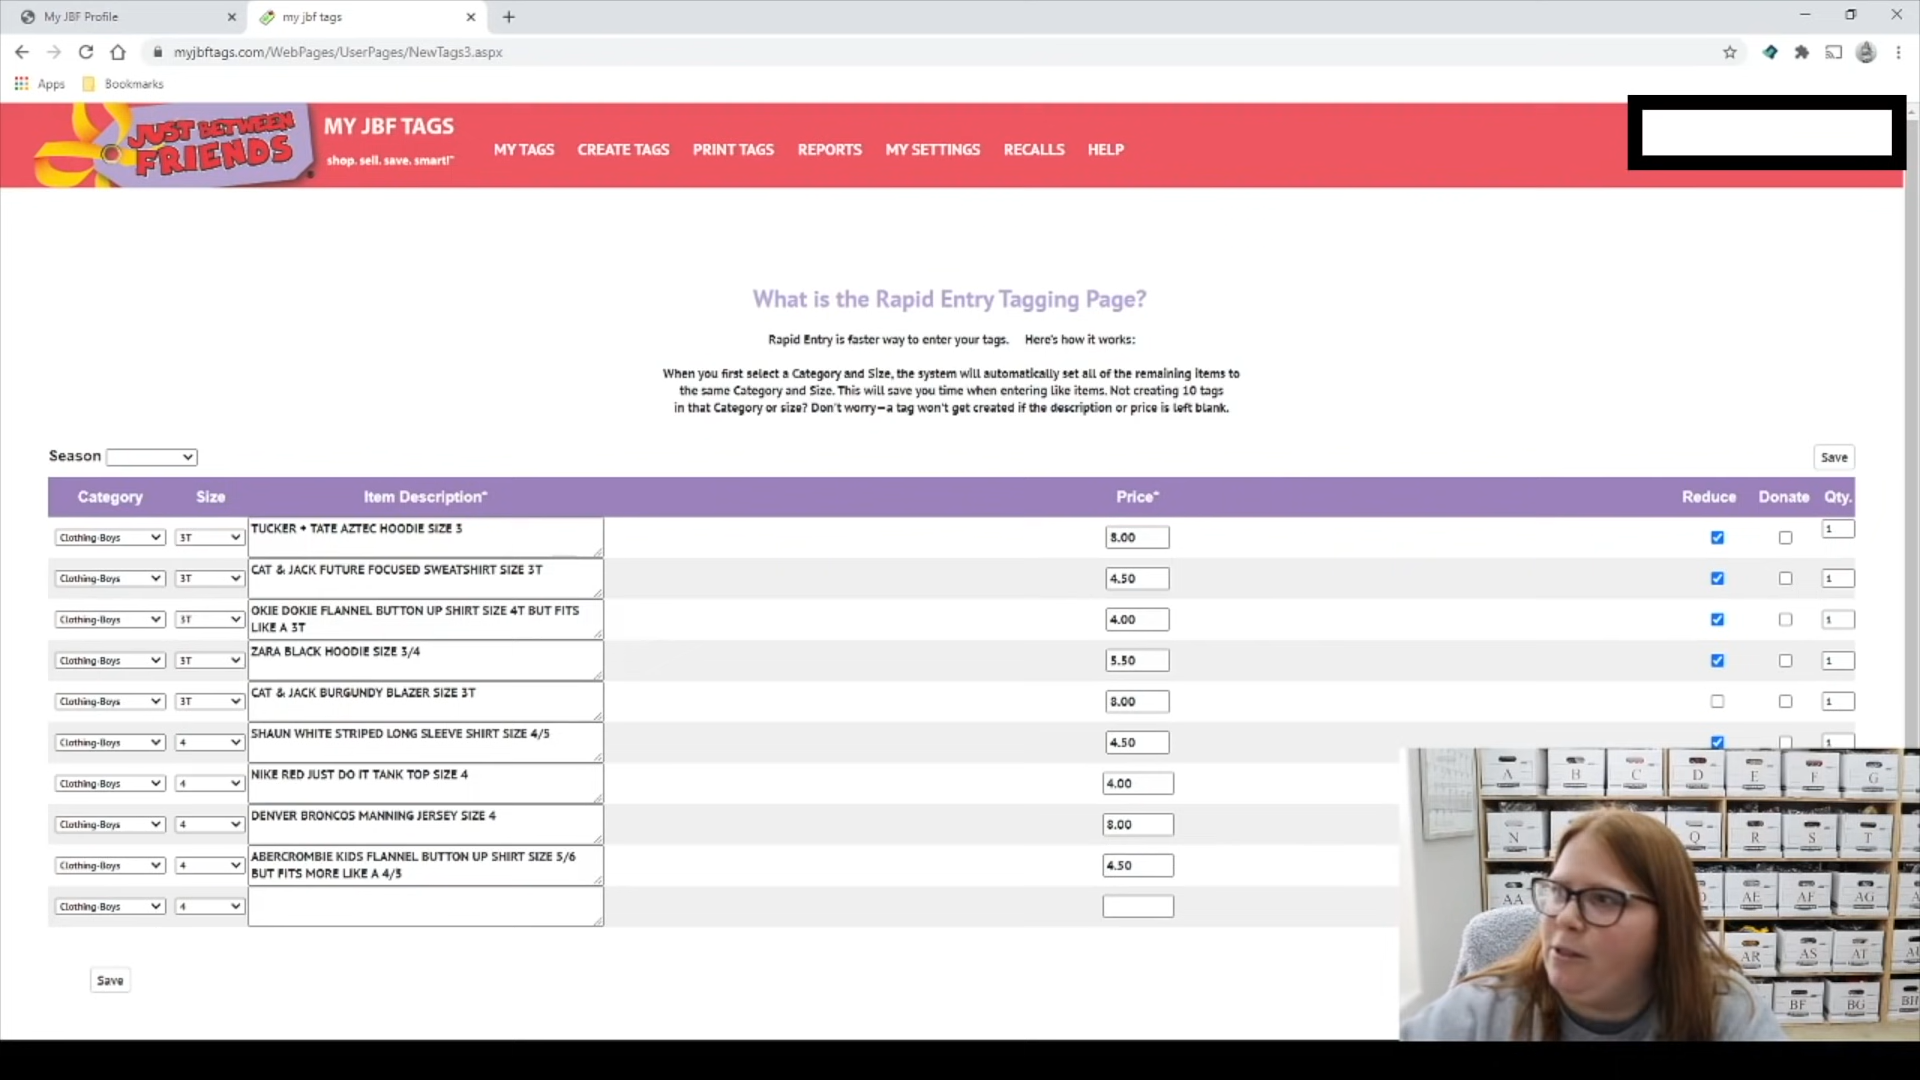 My JBF Profile
my jbf tags
myjbftags.com/WebPages/UserPages/NewTags3.aspx
Apps
Bookmarks
JUST BETWEEN
FRIENDS
MY JBF TAGS
shop. sell. save. smart!
MY TAGS
CREATE TAGS
PRINT TAGS
REPORTS
MY SETTINGS
RECALLS
HELP
What is the Rapid Entry Tagging Page?
Rapid Entry is faster way to enter your tags. Here's how it works:
When you first select a Category and Size, the system will automatically set all of the remaining items to
the same Category and Size. This will save you time when entering like items. Not creating 10 tags
in that Category or size? Don't worry—a tag won't get created if the description or price is left blank.
Season
Save
Category Size Item Description* Price* Reduce Donate Qty.
Clothing-Boys 3T TUCKER + TATE AZTEC HOODIE SIZE 3 8.00 1
Clothing-Boys 3T CAT & JACK FUTURE FOCUSED SWEATSHIRT SIZE 3T 4.50 1
Clothing-Boys 3T OKIE DOKIE FLANNEL BUTTON UP SHIRT SIZE 4T BUT FITS 4.00 1
LIKE A 3T
Clothing-Boys 3T ZARA BLACK HOODIE SIZE 3/4 5.50 1
Clothing-Boys 3T CAT & JACK BURGUNDY BLAZER SIZE 3T 8.00 1
Clothing-Boys 4 SHAUN WHITE STRIPED LONG SLEEVE SHIRT SIZE 4/5 4.50 1
Clothing-Boys 4 NIKE RED JUST DO IT TANK TOP SIZE 4 4.00
Clothing-Boys 4 DENVER BRONCOS MANNING JERSEY SIZE 4 8.00
Clothing-Boys 4 ABERCROMBIE KIDS FLANNEL BUTTON UP SHIRT SIZE 5/6 4.50
BUT FITS MORE LIKE A 4/5
Clothing-Boys 4
Save
A B C D E F G
N Q R S T
AA AE AF AG
AR AS AT
BF BG BH